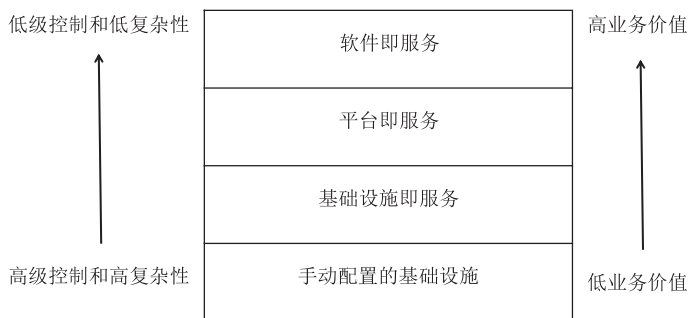 低级控制和低复杂性
软件即服务
高业务价值
平台即服务
基础设施即服务
高级控制和高复杂性
手动配置的基础设施
低业务价值